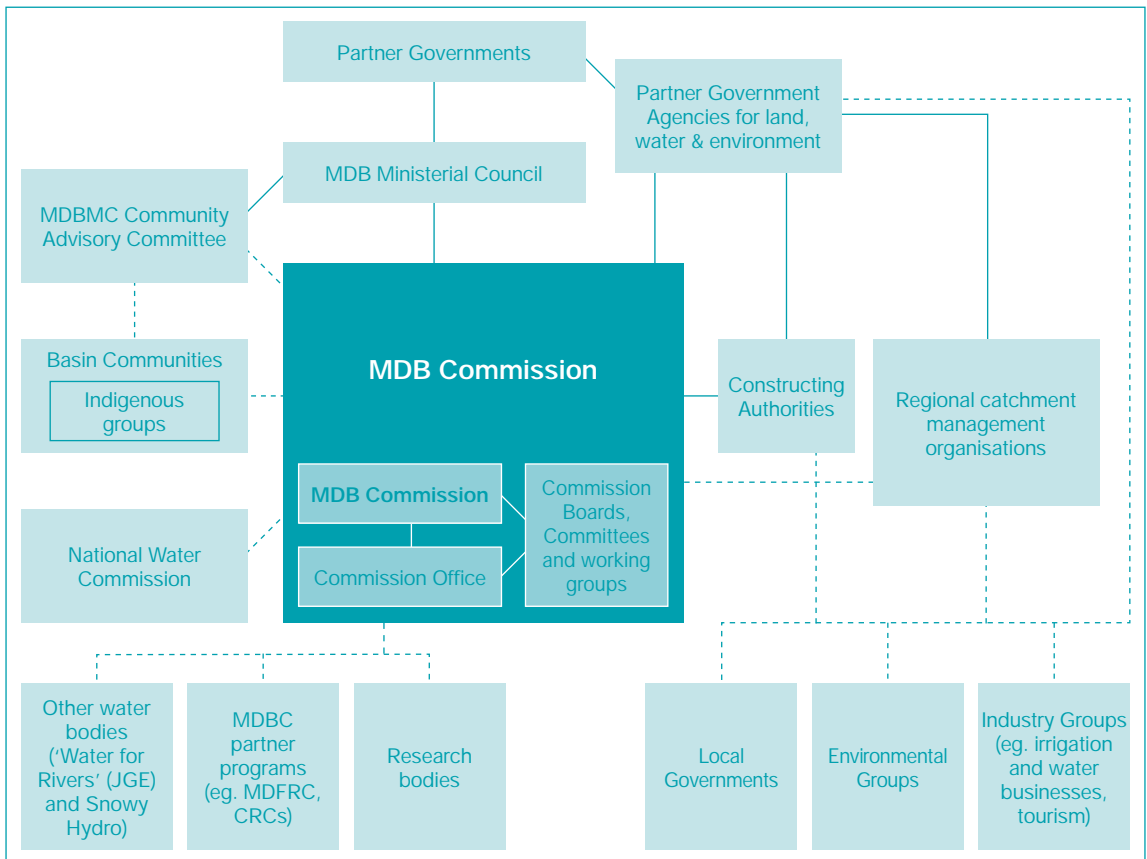 Partner Governments
Partner Government
Agencies for land,
water & environment
MDB Ministerial Council
MDBMC Community
Advisory Committee
Basin Communities
Indigenous
groups
MDB Commission
Constructing
Authorities
Regional catchment
management
organisations
MDB Commission
Commission Office
Commission
Boards,
Committees
and working
groups
National Water
Commission
Other water
bodies
(‘Water for
Rivers’ (JGE)
and Snowy
Hydro)
MDBC
partner
programs
(eg. MDFRC,
CRCs)
Research
bodies
Local
Governments
Environmental
Groups
Industry Groups
(eg. irrigation
and water
businesses,
tourism)